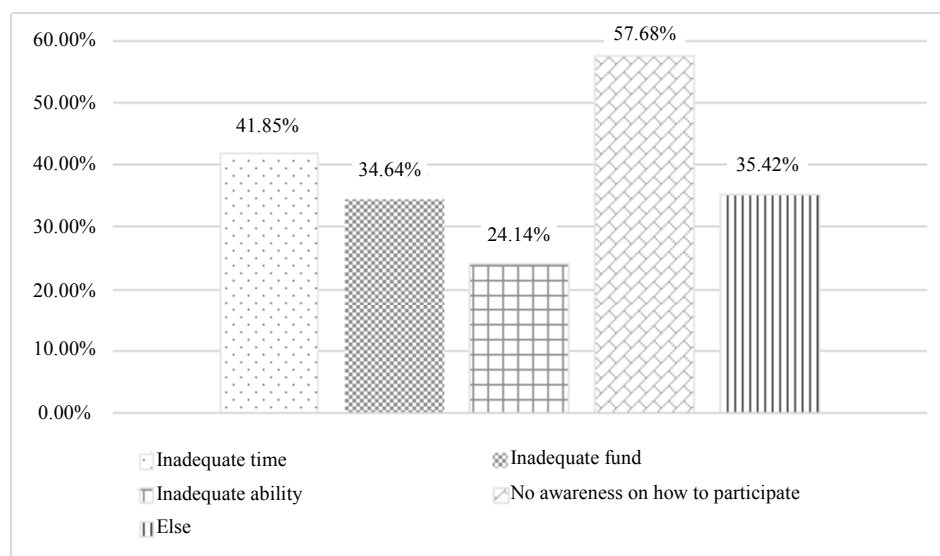 60.00%
57.68%
50.00%
41.85%
40.00%
34.64%
35.42%
30.00%
24.14%
20.00%
10.00%
0.00%
Inadequate time
Inadequate fund
Inadequate ability
No awareness on how to participate
Else